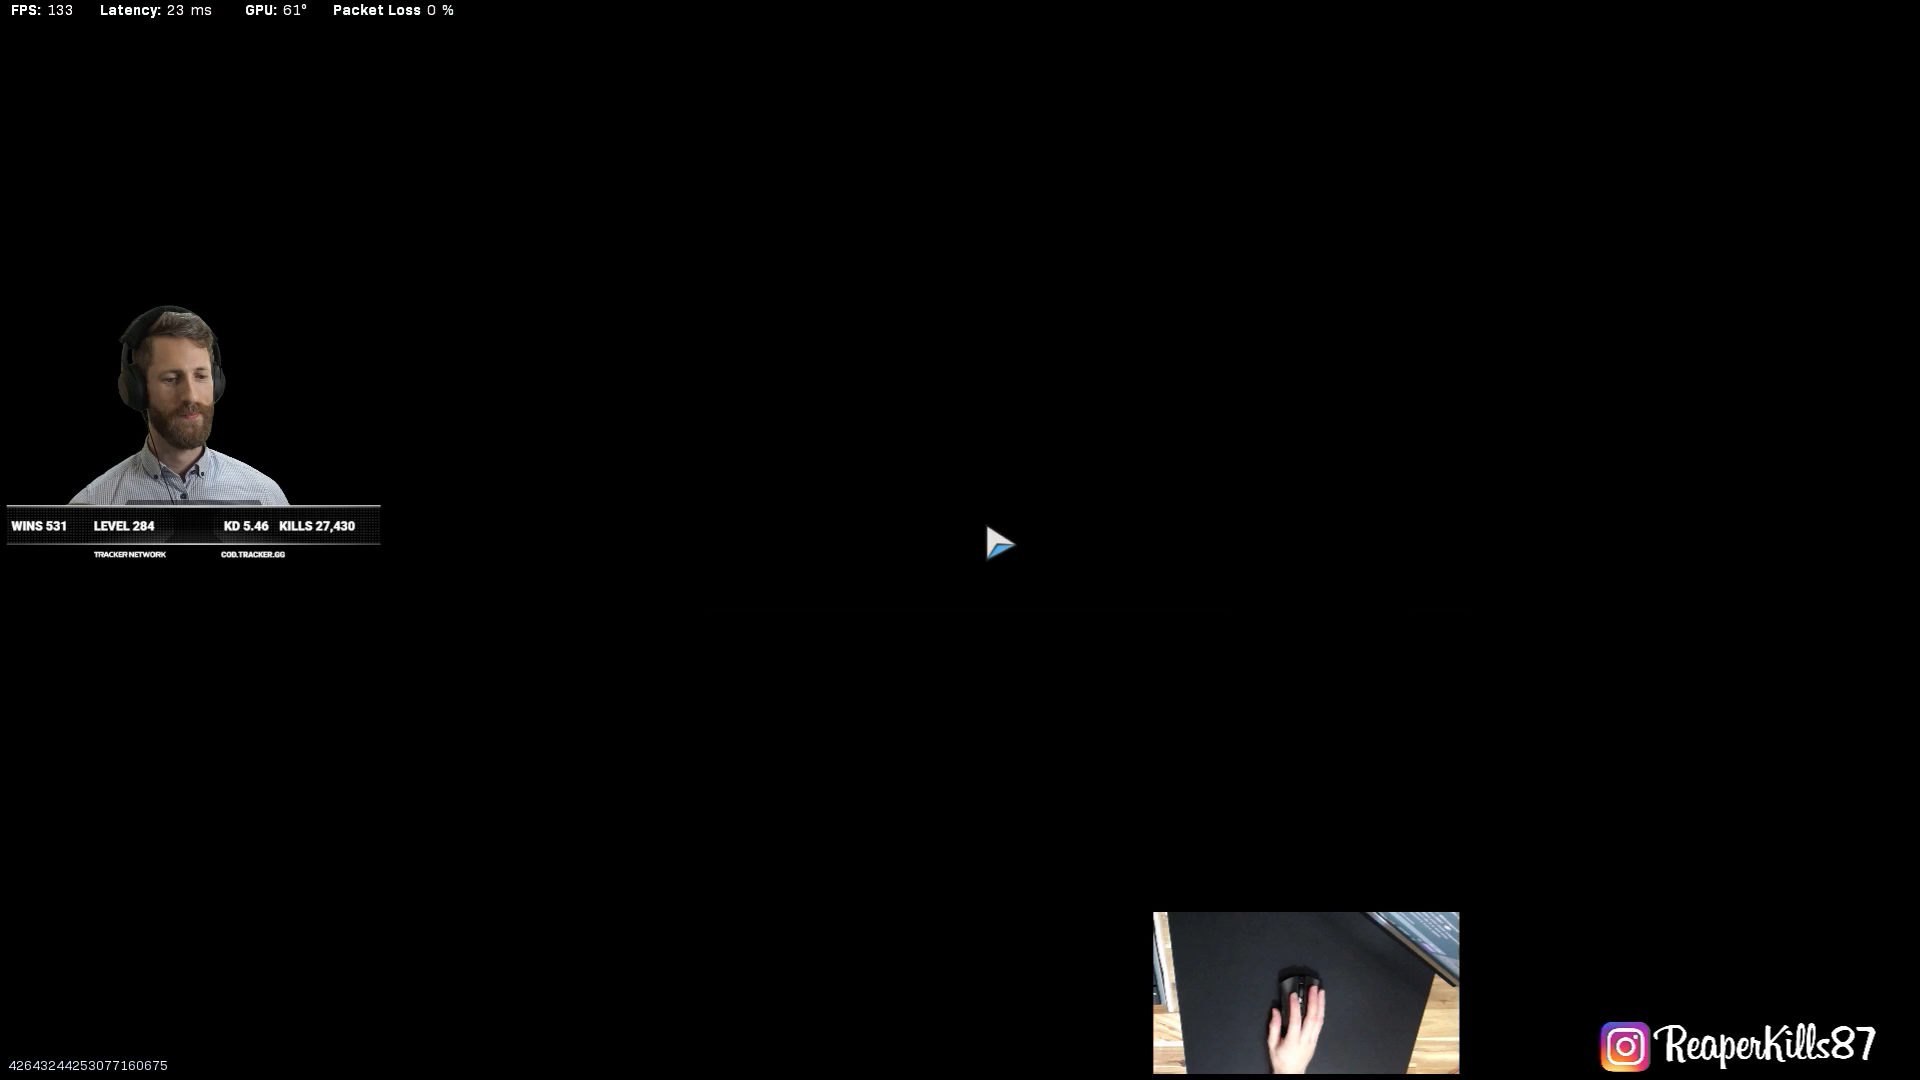 FPS: 133 Latency: 23 ms GPU: 61° Packet Loss 0 %
WINS 531 LEVEL 284 KD 5.46 KILLS 27,430
TRACKER NETWORK COD.TRACKER.GG
ReaperKills87
42643244253077160675